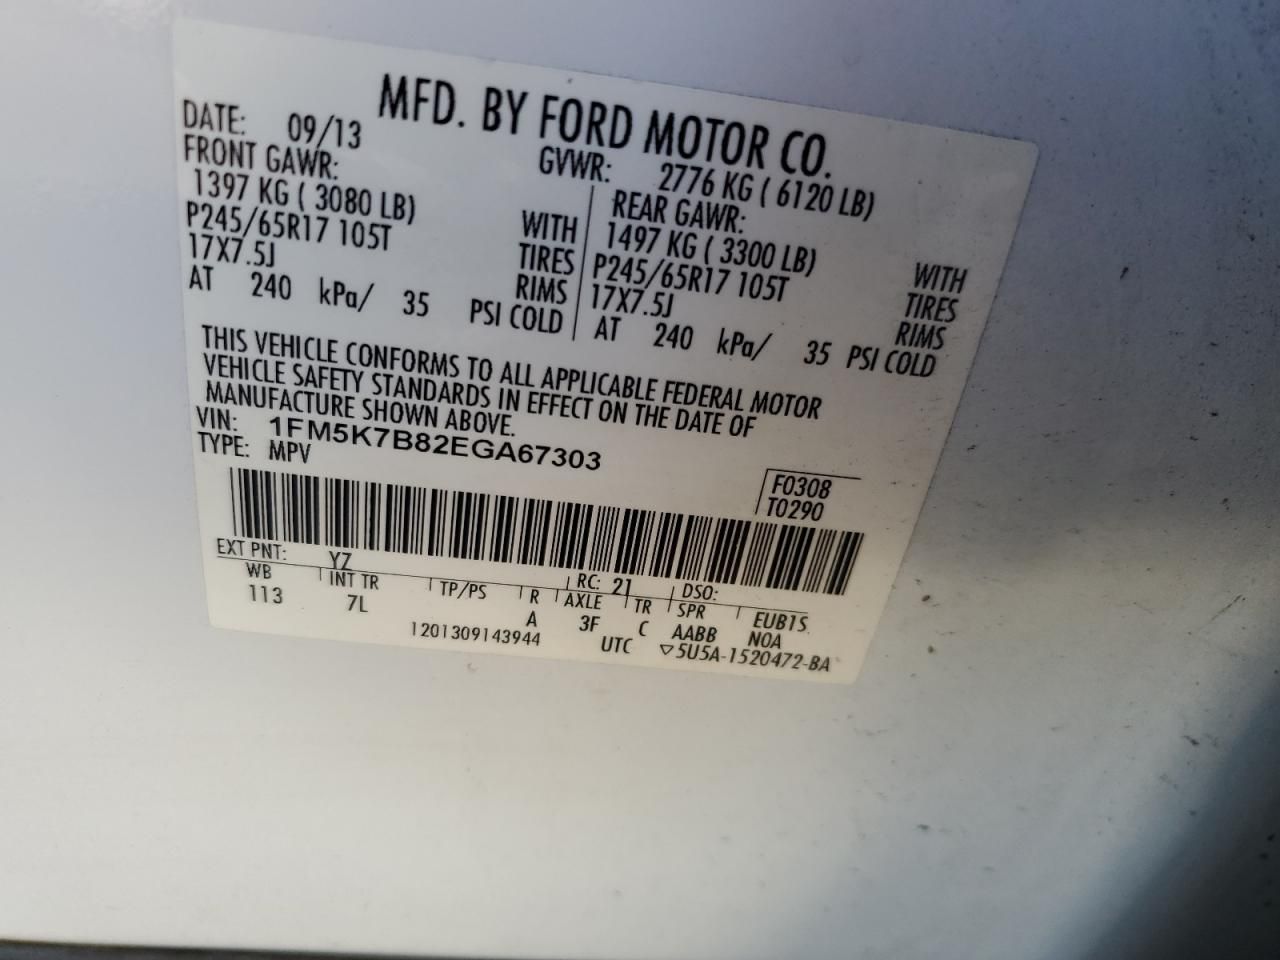 MFD. BY FORD MOTOR CO.
DATE: 09/13 GVWR: 2776 KG ( 6120 LB)
FRONT GAWR: REAR GAWR:
1397 KG ( 3080 LB) WITH 1497 KG ( 3300 LB) WITH
P245/65R17 105T TIRES P245/65R17 105T TIRES
17X7.5J RIMS 17X7.5J RIMS
AT 240 kPa/ 35 PSI COLD AT 240 kPa/ 35 PSI COLD
THIS VEHICLE CONFORMS TO ALL APPLICABLE FEDERAL MOTOR
VEHICLE SAFETY STANDARDS IN EFFECT ON THE DATE OF
MANUFACTURE SHOWN ABOVE.
VIN: 1FM5K7B82EGA67303
TYPE: MPV
F0308
T0290
EXT PNT: YZ RC: 21 DSO:
WB INT TR TP/PS R AXLE TR SPR EUB1S
113 7L A 3F C AABB N0A
1201309143944 UTC ▽5U5A-1520472-BA